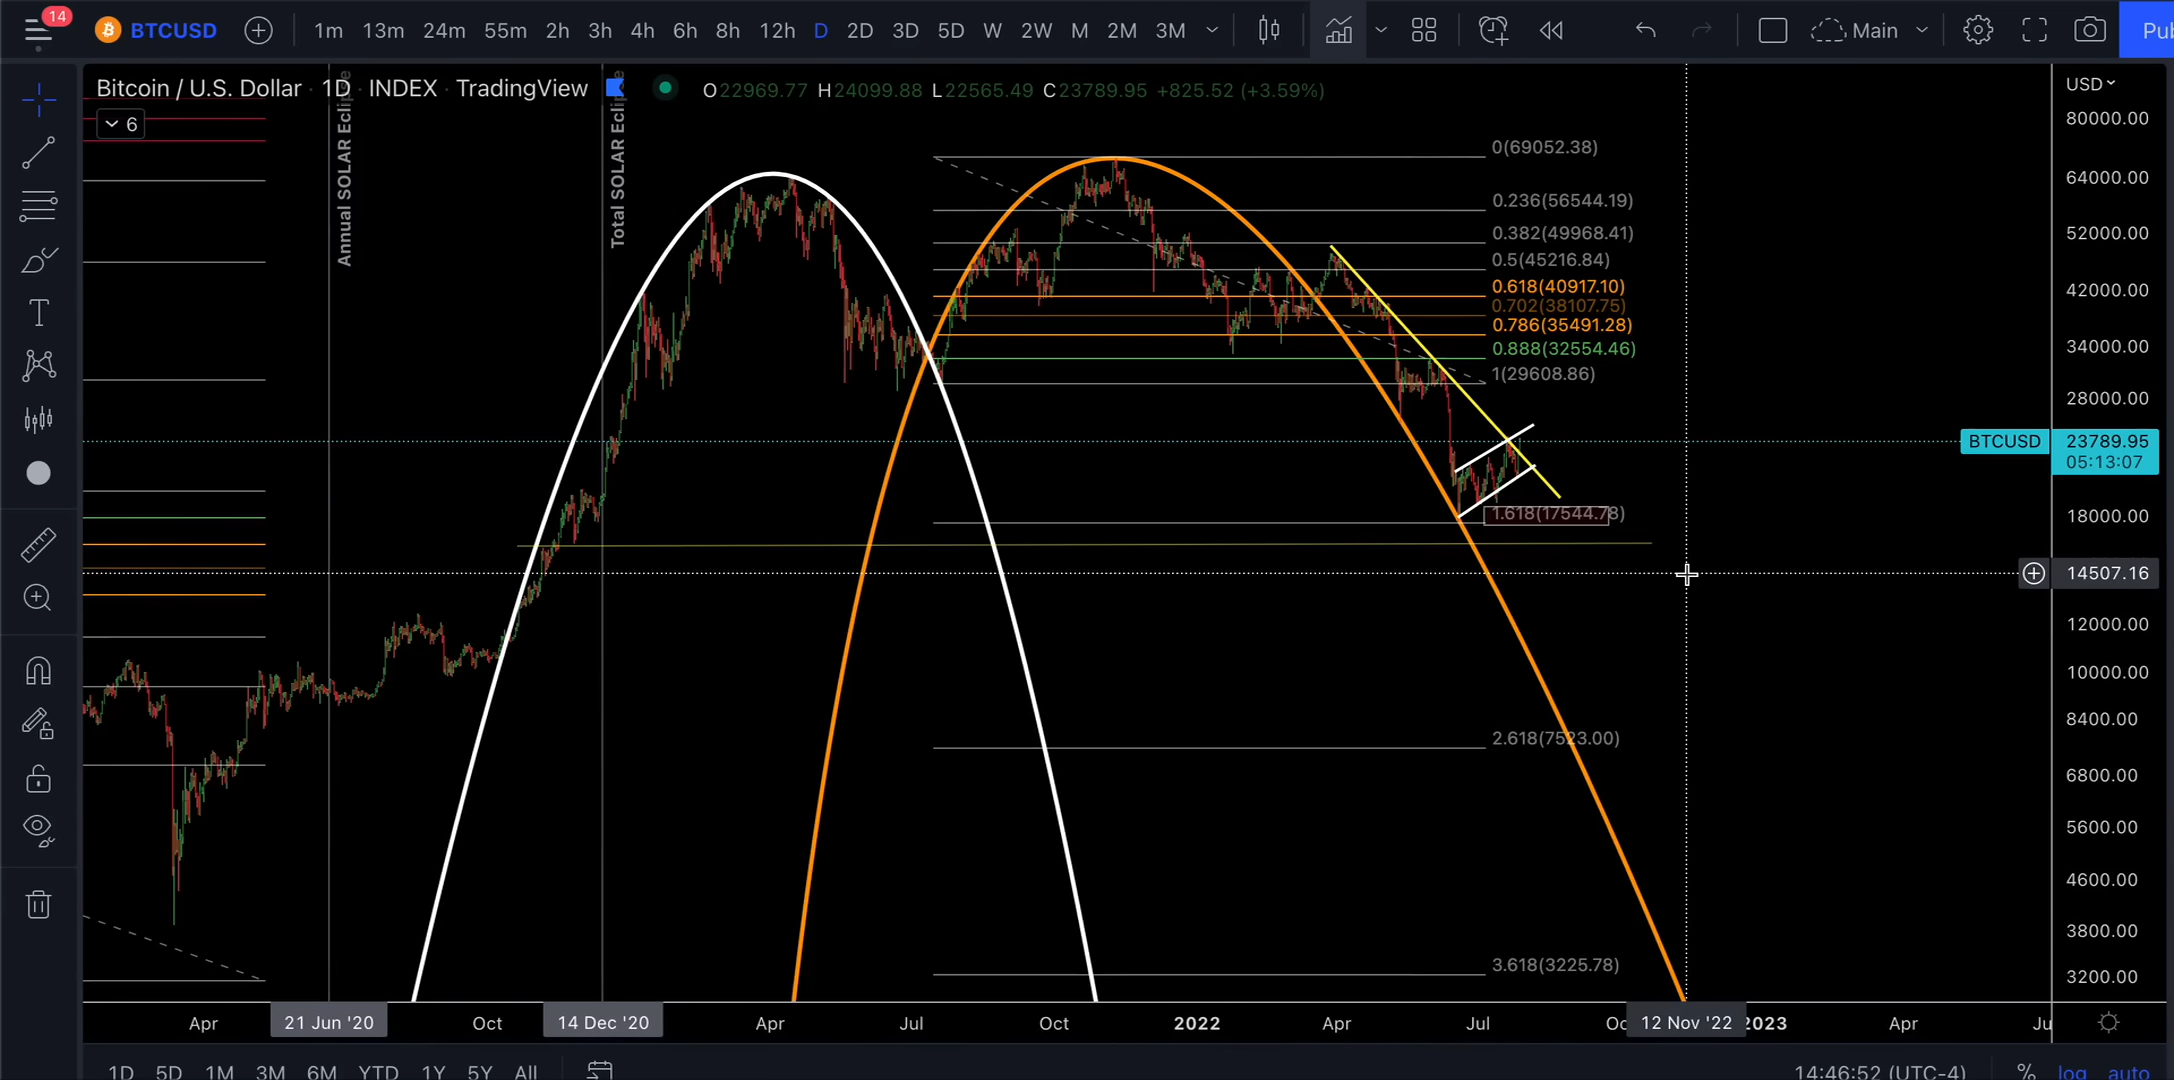 14
BTCUSD
1m 13m 24m 55m 2h 3h 4h 6h 8h 12h D 2D 3D 5D W 2W M 2M 3M
Main
Pub
Bitcoin / U.S. Dollar · 1D · INDEX · TradingView
O22969.77 H24099.88 L22565.49 C23789.95 +825.52 (+3.59%)
6
Annual SOLAR Eclipse
Total SOLAR Eclipse
0(69052.38)
0.236(56544.19)
0.382(49968.41)
0.5(45216.84)
0.618(40917.10)
0.702(38107.75)
0.786(35491.28)
0.888(32554.46)
1(29608.86)
1.618(17544.78)
2.618(7523.00)
3.618(3225.78)
USD
80000.00
64000.00
52000.00
42000.00
34000.00
28000.00
BTCUSD 23789.95
05:13:07
18000.00
14507.16
12000.00
10000.00
8400.00
6800.00
5600.00
4600.00
3800.00
3200.00
Apr 21 Jun '20 Oct 14 Dec '20 Apr Jul Oct 2022 Apr Jul Oc 12 Nov '22 2023 Apr Ju
1D 5D 1M 3M 6M YTD 1Y 5Y All 14:46:52 (UTC-4) % log auto